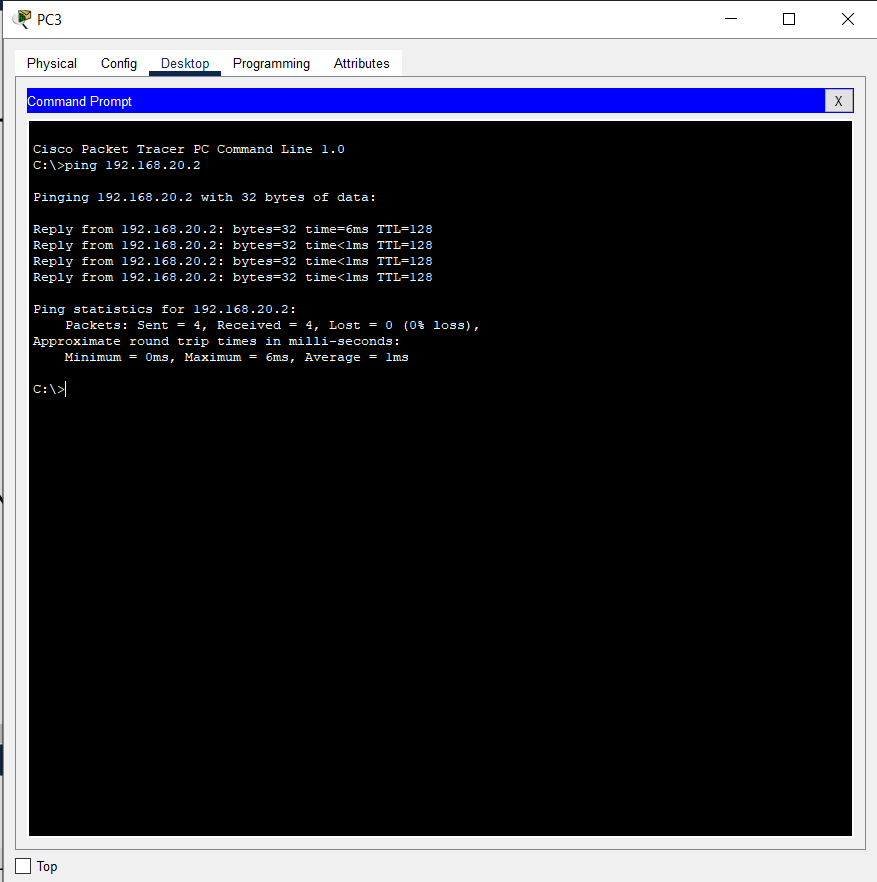 PC3
Physical Config Desktop Programming Attributes
Command Prompt X
Cisco Packet Tracer PC Command Line 1.0
C:\>ping 192.168.20.2
Pinging 192.168.20.2 with 32 bytes of data:
Reply from 192.168.20.2: bytes=32 time=6ms TTL=128
Reply from 192.168.20.2: bytes=32 time<1ms TTL=128
Reply from 192.168.20.2: bytes=32 time<1ms TTL=128
Reply from 192.168.20.2: bytes=32 time<1ms TTL=128
Ping statistics for 192.168.20.2:
Packets: Sent = 4, Received = 4, Lost = 0 (0% loss),
Approximate round trip times in milli-seconds:
Minimum = 0ms, Maximum = 6ms, Average = 1ms
C:\>
Top